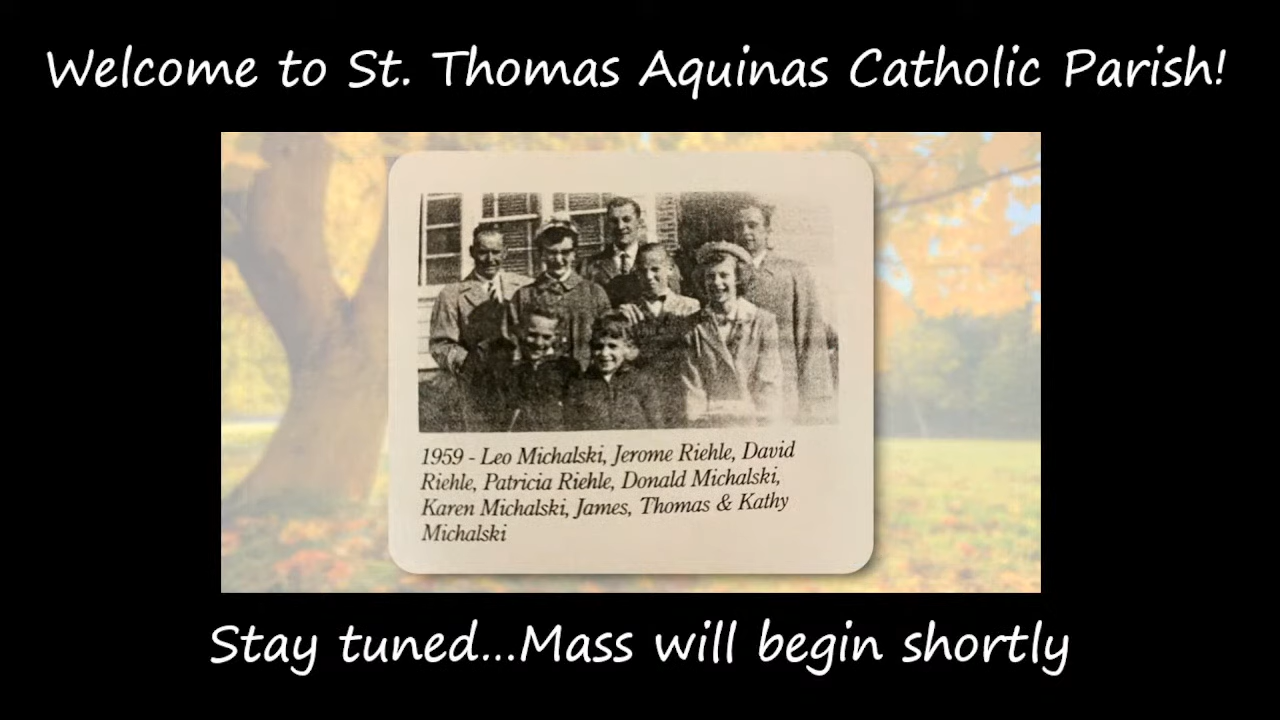 Welcome to St. Thomas Aquinas Catholic Parish!
1959 - Leo Michalski, Jerome Riehle, David
Riehle, Patricia Riehle, Donald Michalski,
Karen Michalski, James, Thomas & Kathy
Michalski
Stay tuned...Mass will begin shortly